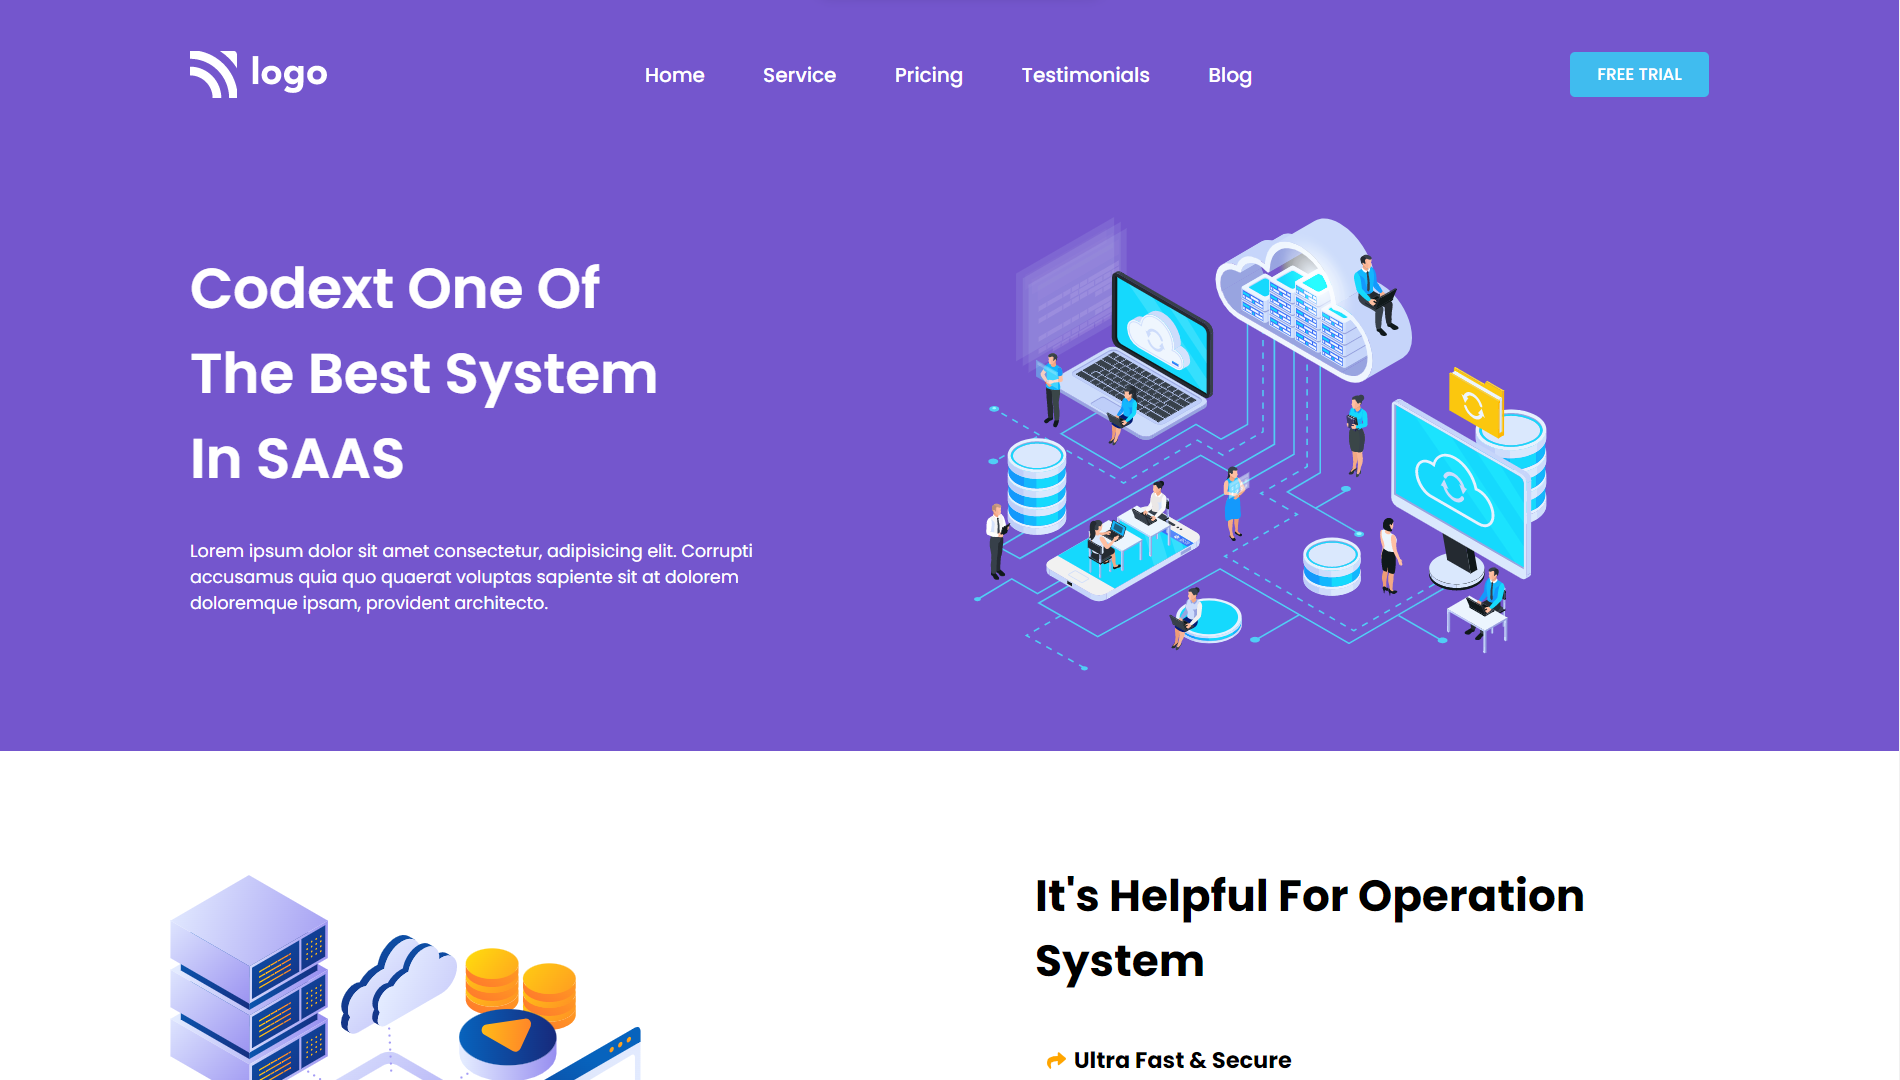 logo
Home
Service
Pricing
Testimonials
Blog
FREE TRIAL
Codext One Of
The Best System
In SAAS
Lorem ipsum dolor sit amet consectetur, adipisicing elit. Corrupti
accusamus quia quo quaerat voluptas sapiente sit at dolorem
doloremque ipsam, provident architecto.
It's Helpful For Operation
System
Ultra Fast & Secure